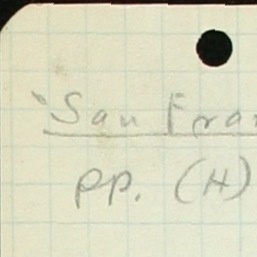 "San Fran
pp. (H)